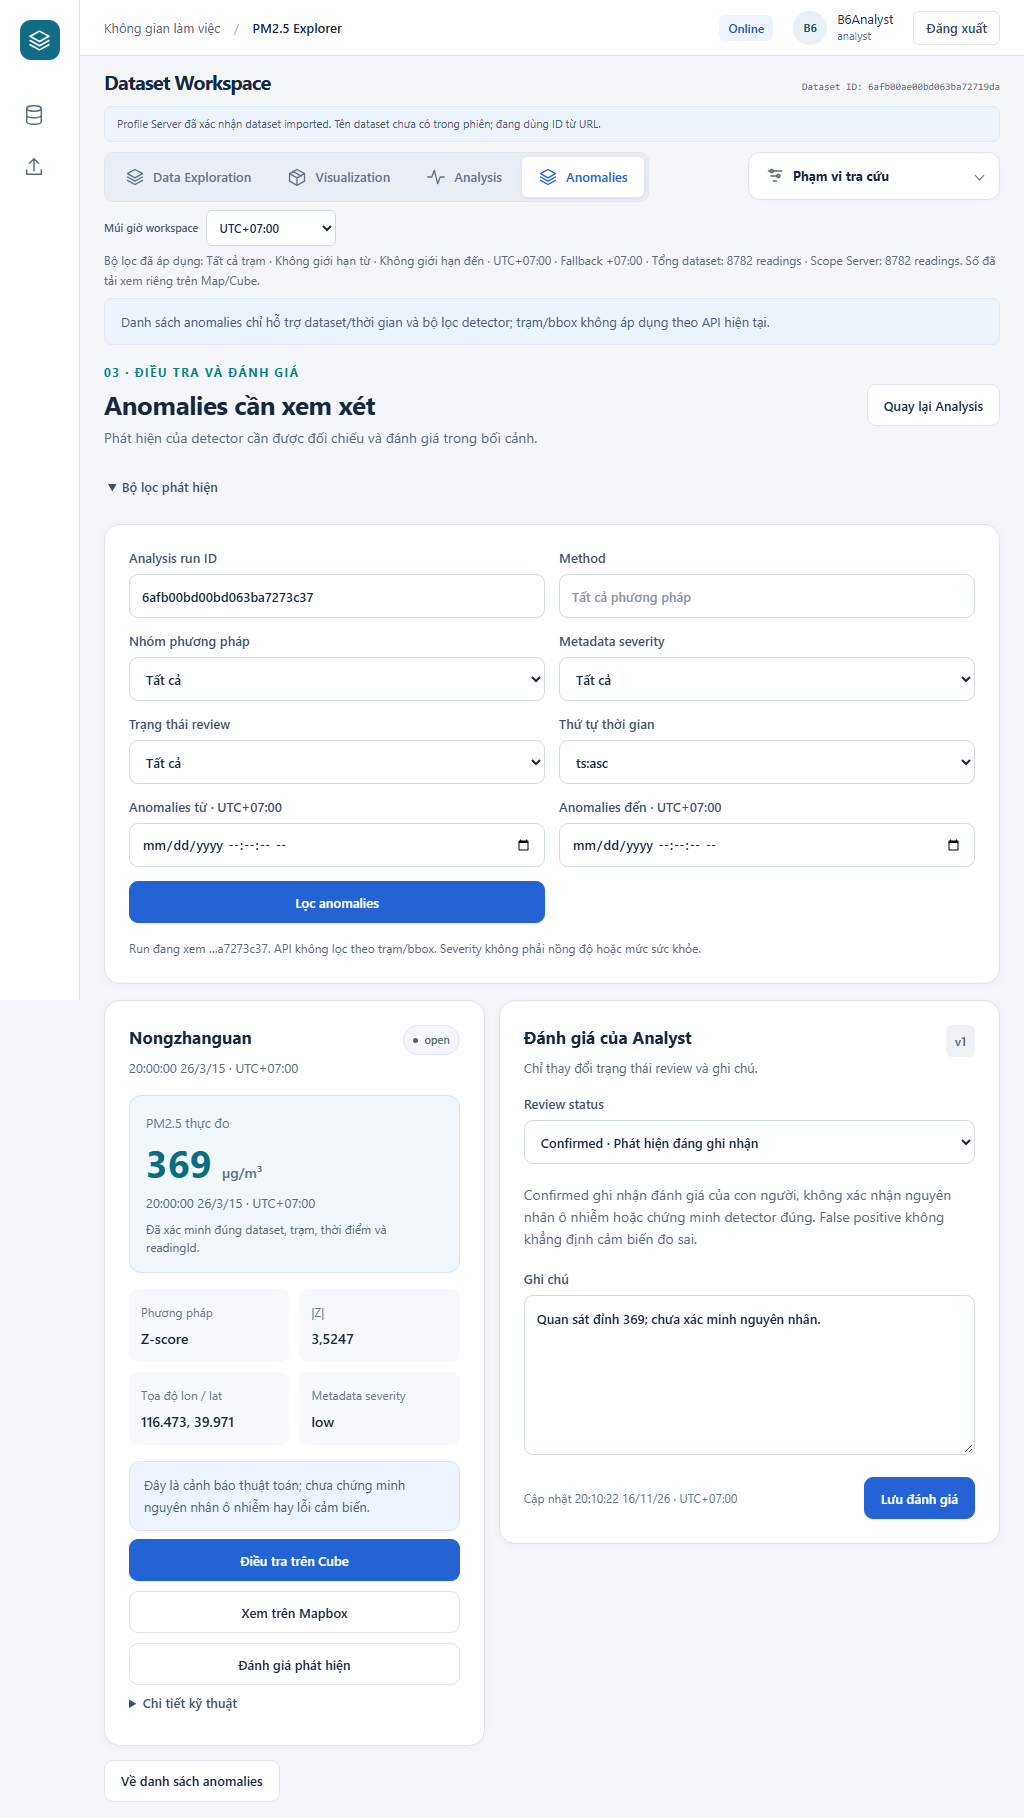 Không gian làm việc / PM2.5 Explorer
Online
B6
B6Analyst
analyst
Đăng xuất
Dataset Workspace
Dataset ID: 6afb00ae00bd063ba72719da
Profile Server đã xác nhận dataset imported. Tên dataset chưa có trong phiên; đang dùng ID từ URL.
Data Exploration
Visualization
Analysis
Anomalies
Phạm vi tra cứu
Múi giờ workspace
UTC+07:00
Bộ lọc đã áp dụng: Tất cả trạm · Không giới hạn từ · Không giới hạn đến · UTC+07:00 · Fallback +07:00 · Tổng dataset: 8782 readings · Scope Server: 8782 readings. Số đã
tải xem riêng trên Map/Cube.
Danh sách anomalies chỉ hỗ trợ dataset/thời gian và bộ lọc detector; trạm/bbox không áp dụng theo API hiện tại.
03 · ĐIỀU TRA VÀ ĐÁNH GIÁ
Anomalies cần xem xét
Quay lại Analysis
Phát hiện của detector cần được đối chiếu và đánh giá trong bối cảnh.
▼ Bộ lọc phát hiện
Analysis run ID
6afb00bd00bd063ba7273c37
Method
Tất cả phương pháp
Nhóm phương pháp
Tất cả
Metadata severity
Tất cả
Trạng thái review
Tất cả
Thứ tự thời gian
ts:asc
Anomalies từ · UTC+07:00
mm/dd/yyyy --:--:-- --
Anomalies đến · UTC+07:00
mm/dd/yyyy --:--:-- --
Lọc anomalies
Run đang xem ...a7273c37. API không lọc theo trạm/bbox. Severity không phải nồng độ hoặc mức sức khỏe.
Nongzhanguan
open
20:00:00 26/3/15 · UTC+07:00
PM2.5 thực đo
369 µg/m³
20:00:00 26/3/15 · UTC+07:00
Đã xác minh đúng dataset, trạm, thời điểm và
readingId.
Phương pháp
Z-score
|Z|
3,5247
Tọa độ lon / lat
116.473, 39.971
Metadata severity
low
Đây là cảnh báo thuật toán; chưa chứng minh
nguyên nhân ô nhiễm hay lỗi cảm biến.
Điều tra trên Cube
Xem trên Mapbox
Đánh giá phát hiện
▶ Chi tiết kỹ thuật
Đánh giá của Analyst
v1
Chỉ thay đổi trạng thái review và ghi chú.
Review status
Confirmed · Phát hiện đáng ghi nhận
Confirmed ghi nhận đánh giá của con người, không xác nhận nguyên
nhân ô nhiễm hoặc chứng minh detector đúng. False positive không
khẳng định cảm biến đo sai.
Ghi chú
Quan sát đỉnh 369; chưa xác minh nguyên nhân.
Cập nhật 20:10:22 16/11/26 · UTC+07:00
Lưu đánh giá
Về danh sách anomalies